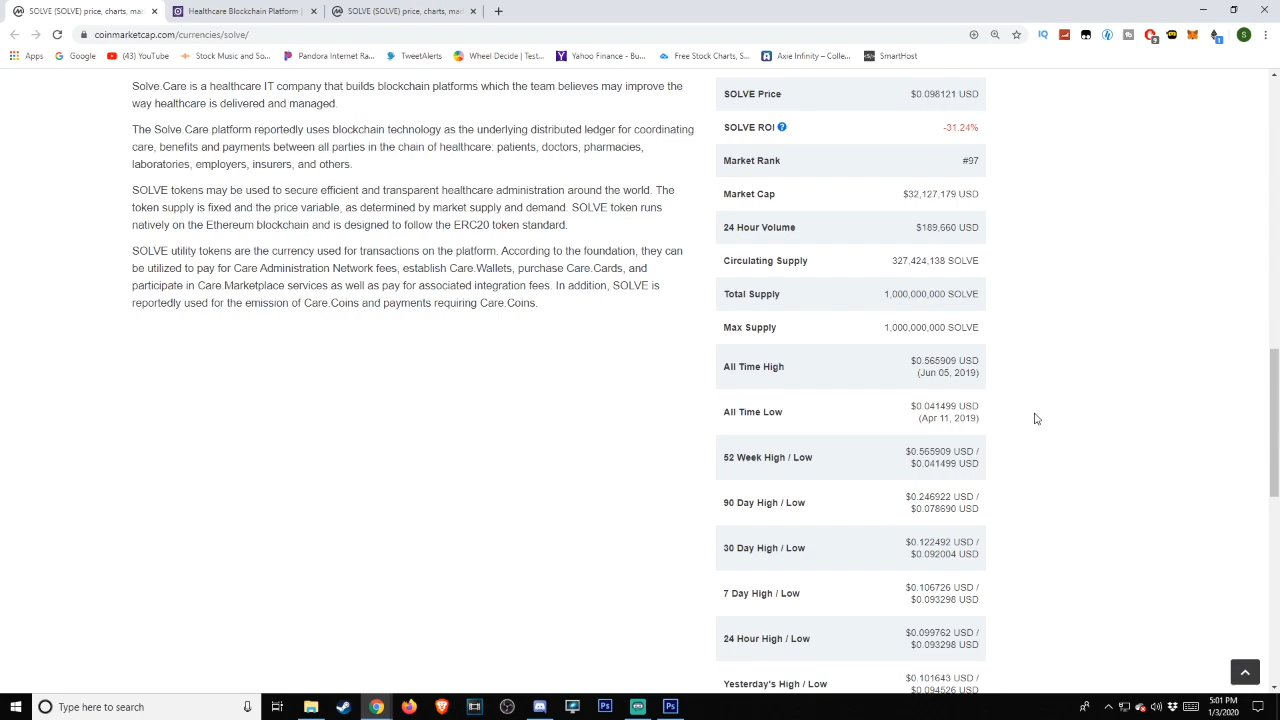 SOLVE (SOLVE) price, charts, mar
Healthcare Blockchain Platform |
SOLVE (SOLVE) price, charts, mar
coinmarketcap.com/currencies/solve/
S
Apps
Google
(43) YouTube
Stock Music and So...
Pandora Internet Ra...
TweetAlerts
Wheel Decide | Test...
Yahoo Finance - Bu...
Free Stock Charts, S...
Axie Infinity – Colle...
SmartHost
Solve.Care is a healthcare IT company that builds blockchain platforms which the team believes may improve the
way healthcare is delivered and managed.
The Solve.Care platform reportedly uses blockchain technology as the underlying distributed ledger for coordinating
care, benefits and payments between all parties in the chain of healthcare: patients, doctors, pharmacies,
laboratories, employers, insurers, and others.
SOLVE tokens may be used to secure efficient and transparent healthcare administration around the world. The
token supply is fixed and the price variable, as determined by market supply and demand. SOLVE token runs
natively on the Ethereum blockchain and is designed to follow the ERC20 token standard.
SOLVE utility tokens are the currency used for transactions on the platform. According to the foundation, they can
be utilized to pay for Care Administration Network fees, establish Care.Wallets, purchase Care.Cards, and
participate in Care.Marketplace services as well as pay for associated integration fees. In addition, SOLVE is
reportedly used for the emission of Care.Coins and payments requiring Care.Coins.
SOLVE Price $0.098121 USD
SOLVE ROI ? -31.24%
Market Rank #97
Market Cap $32,127,179 USD
24 Hour Volume $189,660 USD
Circulating Supply 327,424,138 SOLVE
Total Supply 1,000,000,000 SOLVE
Max Supply 1,000,000,000 SOLVE
All Time High $0.565909 USD
(Jun 05, 2019)
All Time Low $0.041499 USD
(Apr 11, 2019)
52 Week High / Low $0.565909 USD /
$0.041499 USD
90 Day High / Low $0.246922 USD /
$0.078690 USD
30 Day High / Low $0.122492 USD /
$0.092004 USD
7 Day High / Low $0.106726 USD /
$0.093298 USD
24 Hour High / Low $0.099762 USD /
$0.093298 USD
Yesterday's High / Low $0.101643 USD /
$0.094526 USD
Type here to search
5:01 PM
1/3/2020